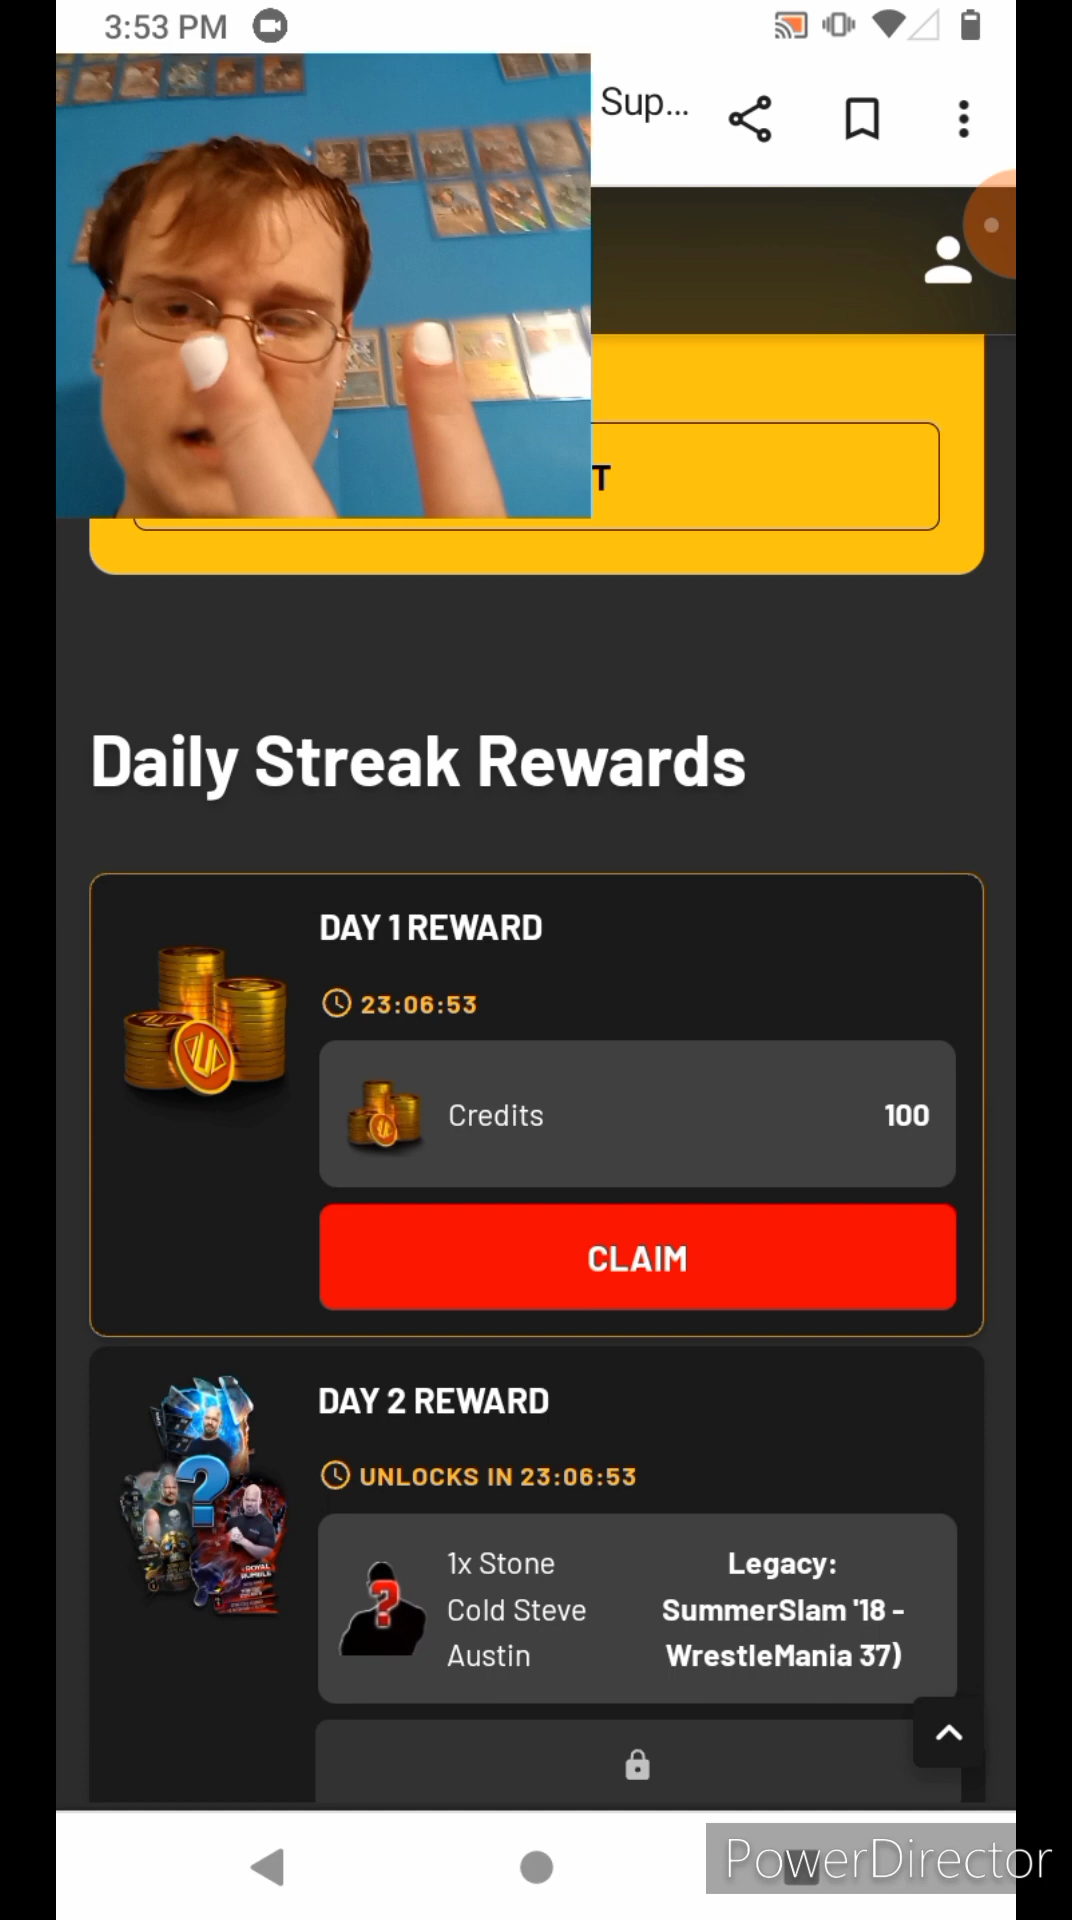 3:53 PM
Sup...
T
Daily Streak Rewards
DAY 1 REWARD
23:06:53
Credits
100
CLAIM
DAY 2 REWARD
UNLOCKS IN 23:06:53
1x Stone
Cold Steve
Austin
Legacy:
SummerSlam '18 -
WrestleMania 37)
PowerDirector